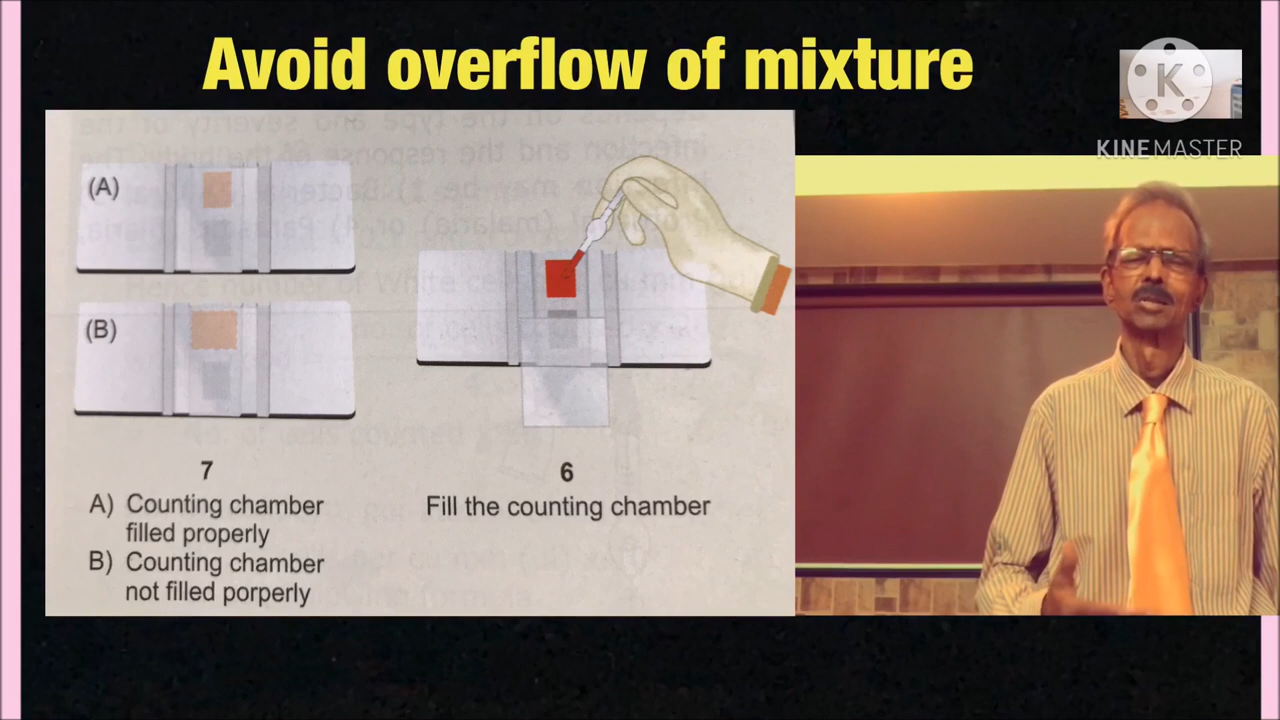 Avoid overflow of mixture
K
KINEMASTER
(A)
(B)
7
A) Counting chamber
filled properly
B) Counting chamber
not filled porperly
6
Fill the counting chamber